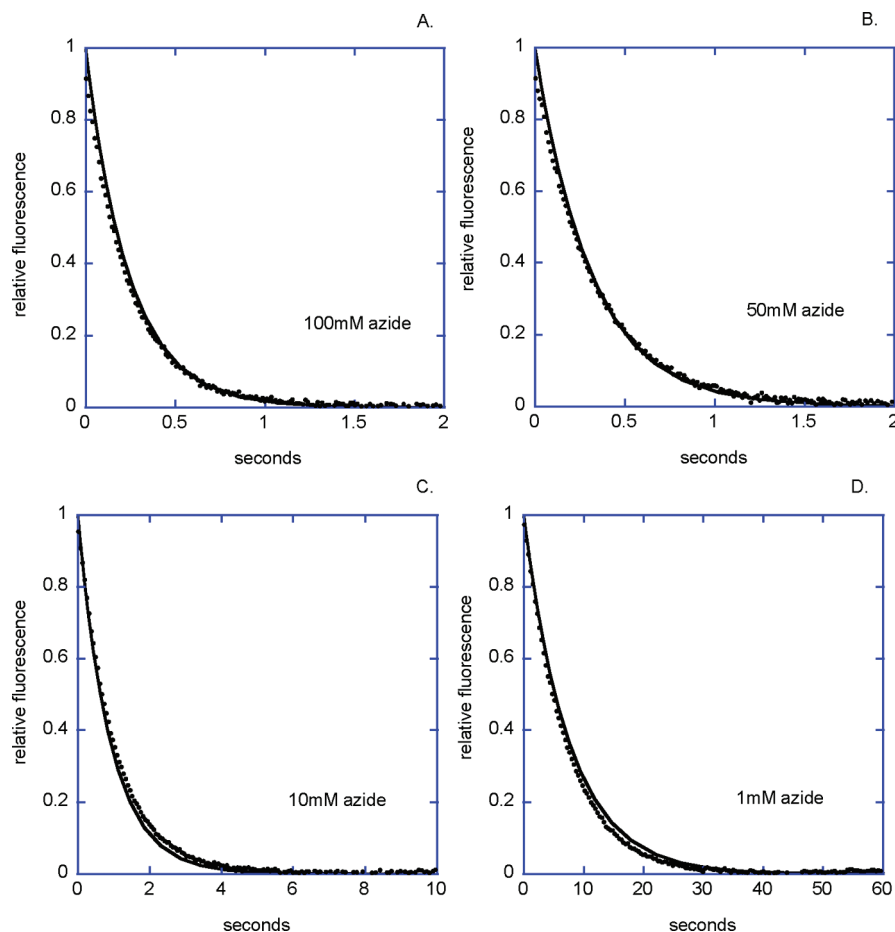 A.
1
0.8
0.6
0.4
0.2
0
relative fluorescence
100mM azide
0 0.5 1 1.5 2
seconds
B.
1
0.8
0.6
0.4
0.2
0
relative fluorescence
50mM azide
0 0.5 1 1.5 2
seconds
C.
1
0.8
0.6
0.4
0.2
0
relative fluorescence
10mM azide
0 2 4 6 8 10
seconds
D.
1
0.8
0.6
0.4
0.2
0
relative fluorescence
1mM azide
0 10 20 30 40 50 60
seconds